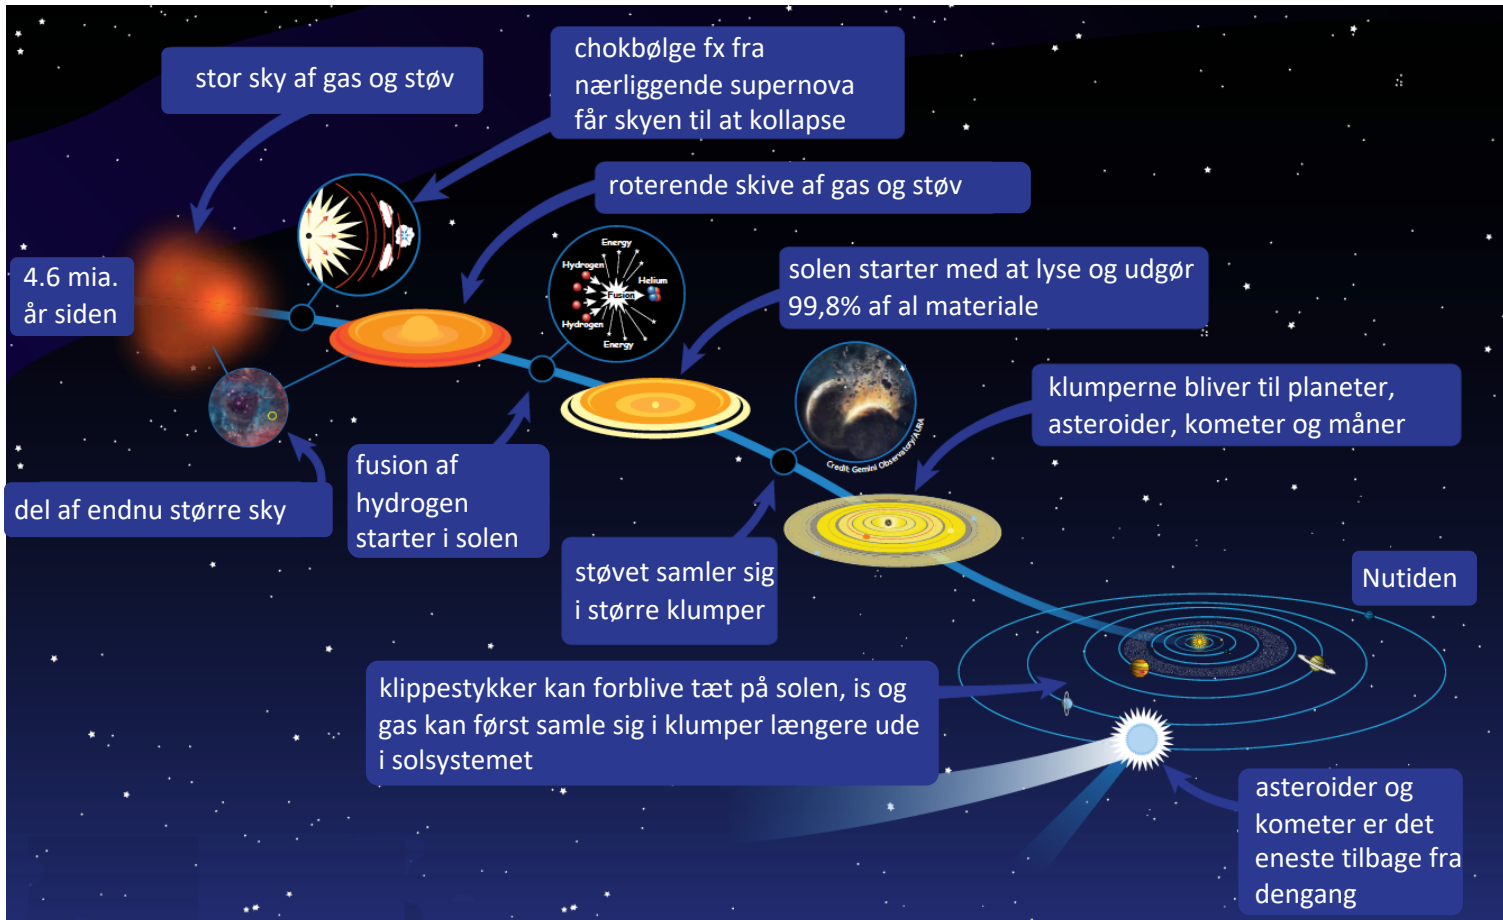 stor sky af gas og støv
chokbølge fx fra
nærliggende supernova
får skyen til at kollapse
roterende skive af gas og støv
4.6 mia.
år siden
Energy
Hydrogen
Helium
Fusion
Hydrogen
Energy
solen starter med at lyse og udgør
99,8% af al materiale
klumperne bliver til planeter,
asteroider, kometer og måner
Credit: Gemini Observatory/AURA
del af endnu større sky
fusion af
hydrogen
starter i solen
støvet samler sig
i større klumper
Nutiden
klippestykker kan forblive tæt på solen, is og
gas kan først samle sig i klumper længere ude
i solsystemet
asteroider og
kometer er det
eneste tilbage fra
dengang